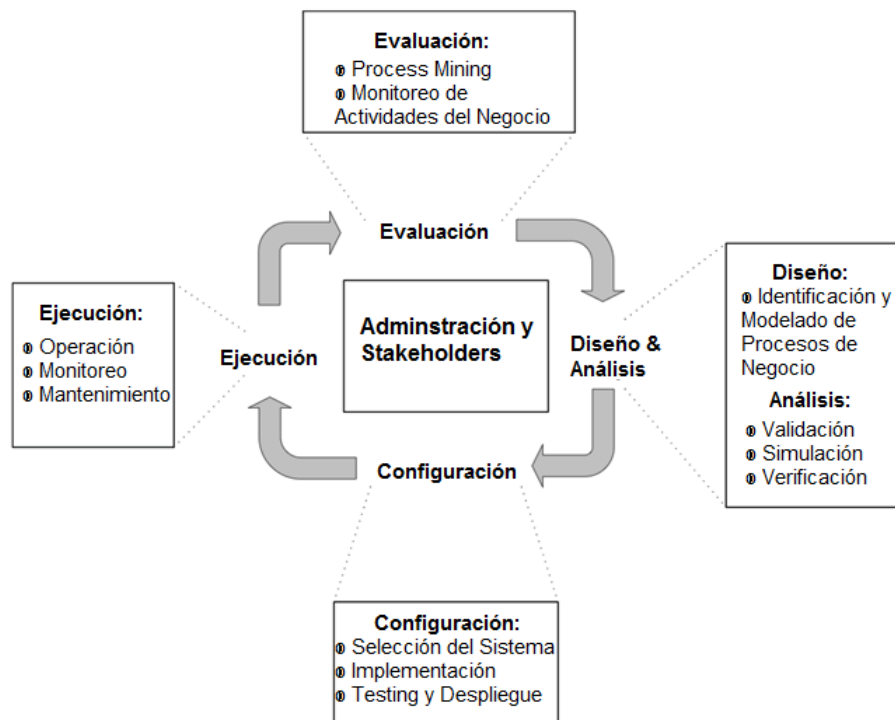 Evaluación:
Process Mining
Monitoreo de
Actividades del Negocio
Evaluación
Diseño:
Identificación y
Modelado de
Procesos de
Negocio
Análisis:
Validación
Simulación
Verificación
Ejecución:
Operación
Monitoreo
Mantenimiento
Ejecución
Adminstración y
Stakeholders
Diseño &
Análisis
Configuración
Configuración:
Selección del Sistema
Implementación
Testing y Despliegue